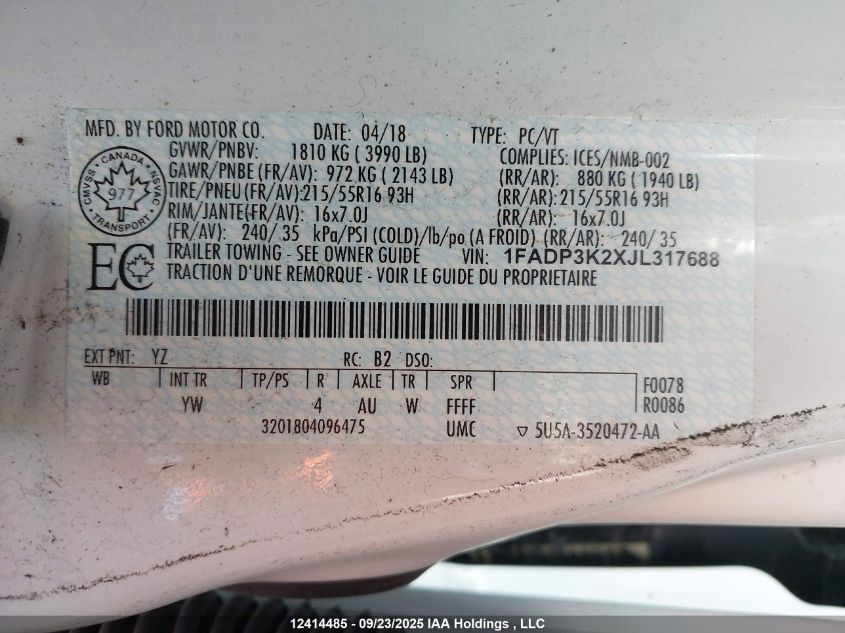 MFD. BY FORD MOTOR CO. DATE: 04/18 TYPE: PC/VT
GVWR/PNBV: 1810 KG ( 3990 LB) COMPLIES: ICES/NMB-002
GAWR/PNBE (FR/AV): 972 KG ( 2143 LB) (RR/AR): 880 KG ( 1940 LB)
TIRE/PNEU (FR/AV): 215/55R16 93H (RR/AR): 215/55R16 93H
RIM/JANTE(FR/AV): 16x7.0J (RR/AR): 16x7.0J
(FR/AV): 240/ 35 kPa/PSI (COLD)/lb/po (A FROID) (RR/AR): 240/ 35
TRAILER TOWING - SEE OWNER GUIDE VIN: 1FADP3K2XJL317688
TRACTION D'UNE REMORQUE - VOIR LE GUIDE DU PROPRIETAIRE
CANADA
CMVSS NSVAC
977
TRANSPORT
EC
EXT PNT: YZ RC: B2 DSO:
WB INT TR TP/PS R AXLE TR SPR F0078
YW 4 AU W FFFF R0086
3201804096475 UMC ▽ 5U5A-3520472-AA
12414485 - 09/23/2025 IAA Holdings , LLC